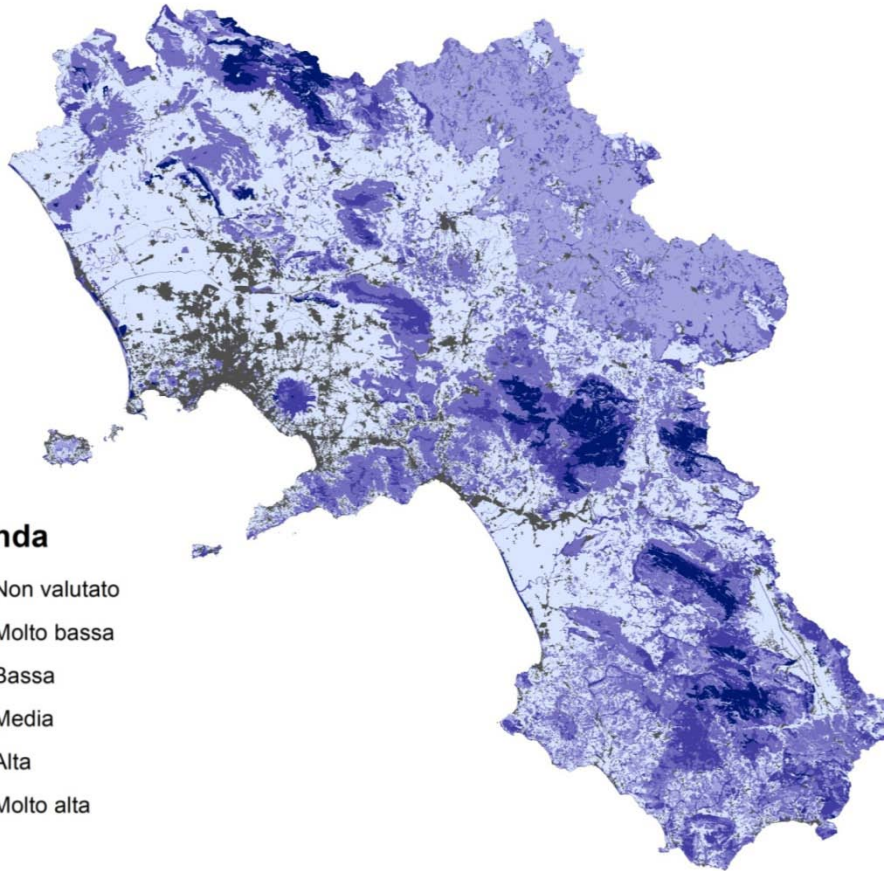 nda
Non valutato
Molto bassa
Bassa
Media
Alta
Molto alta